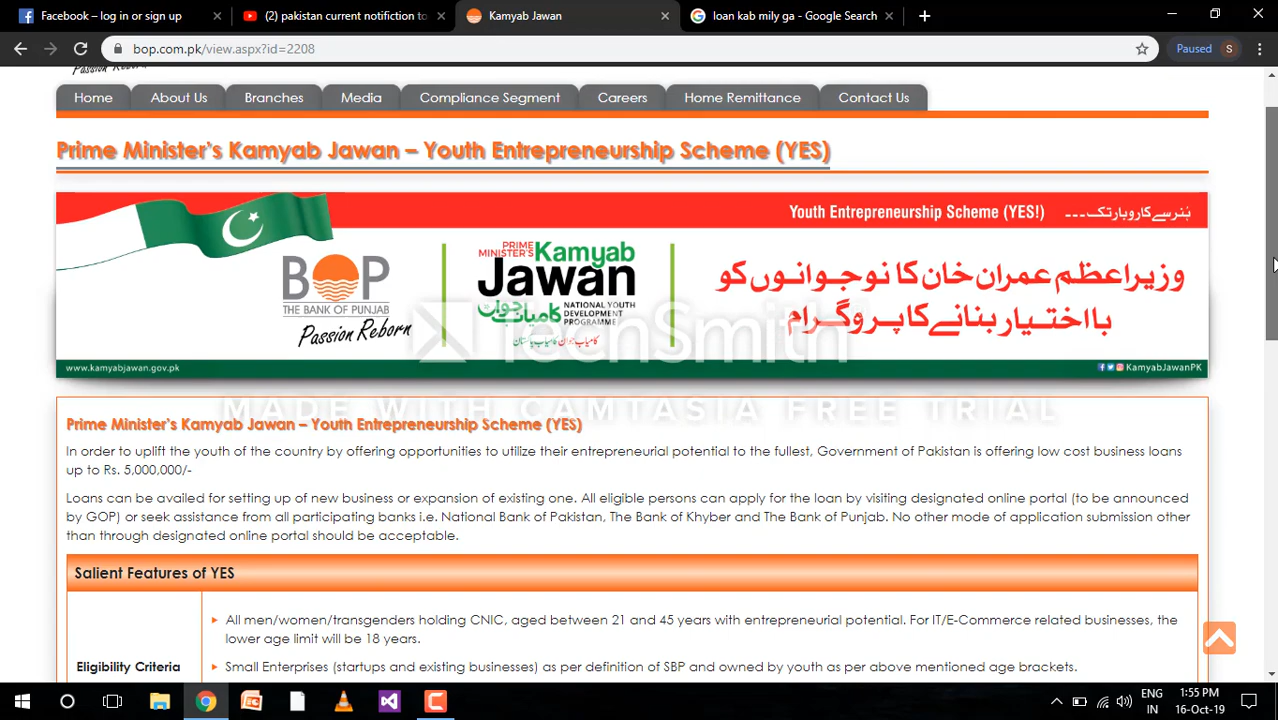 Facebook – log in or sign up
(2) pakistan current notifiction to
Kamyab Jawan
loan kab mily ga - Google Search
bop.com.pk/view.aspx?id=2208
Paused
S
Passion Reborn
Home
About Us
Branches
Media
Compliance Segment
Careers
Home Remittance
Contact Us
Prime Minister's Kamyab Jawan – Youth Entrepreneurship Scheme (YES)
Youth Entrepreneurship Scheme (YES!)
ہُنر سے کاروبار تک ---
BOP
THE BANK OF PUNJAB
Passion Reborn
PRIME MINISTER'S Kamyab
Jawan
کامیاب جوان
NATIONAL YOUTH
DEVELOPMENT
PROGRAMME
کامیاب جوان کامیاب پاکستان
وزیراعظم عمران خان کا نوجوانوں کو
بااختیار بنانے کا پروگرام
TechSmith
www.kamyabjawan.gov.pk
KamyabJawanPK
MADE WITH CAMTASIA FREE TRIAL
Prime Minister's Kamyab Jawan – Youth Entrepreneurship Scheme (YES)
In order to uplift the youth of the country by offering opportunities to utilize their entrepreneurial potential to the fullest, Government of Pakistan is offering low cost business loans
up to Rs. 5,000,000/-
Loans can be availed for setting up of new business or expansion of existing one. All eligible persons can apply for the loan by visiting designated online portal (to be announced
by GOP) or seek assistance from all participating banks i.e. National Bank of Pakistan, The Bank of Khyber and The Bank of Punjab. No other mode of application submission other
than through designated online portal should be acceptable.
Salient Features of YES
All men/women/transgenders holding CNIC, aged between 21 and 45 years with entrepreneurial potential. For IT/E-Commerce related businesses, the
lower age limit will be 18 years.
Eligibility Criteria
Small Enterprises (startups and existing businesses) as per definition of SBP and owned by youth as per above mentioned age brackets.
ENG
IN
1:55 PM
16-Oct-19